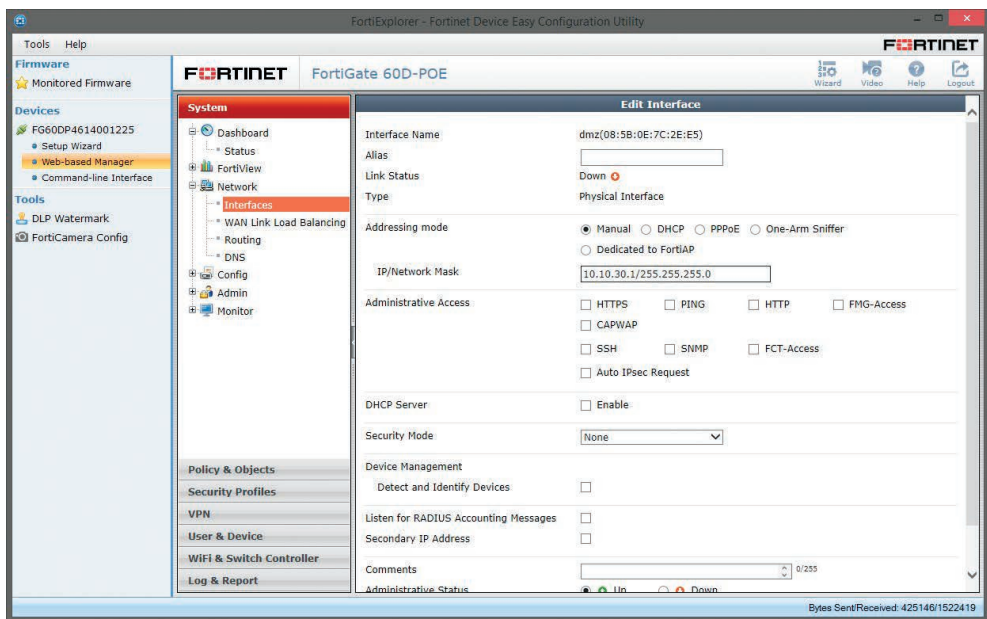 FortiExplorer - Fortinet Device Easy Configuration Utility
Tools Help
FORTINET
Firmware
Monitored Firmware
Devices
FG60DP4614001225
Setup Wizard
Web-based Manager
Command-line Interface
Tools
DLP Watermark
FortiCamera Config
FORTINET FortiGate 60D-POE
Wizard Video Help Logout
System
Dashboard
Status
FortiView
Network
Interfaces
WAN Link Load Balancing
Routing
DNS
Config
Admin
Monitor
Policy & Objects
Security Profiles
VPN
User & Device
WiFi & Switch Controller
Log & Report
Edit Interface
Interface Name dmz(08:5B:0E:7C:2E:E5)
Alias
Link Status Down
Type Physical Interface
Addressing mode Manual DHCP PPPoE One-Arm Sniffer
Dedicated to FortiAP
IP/Network Mask 10.10.30.1/255.255.255.0
Administrative Access HTTPS PING HTTP FMG-Access
CAPWAP
SSH SNMP FCT-Access
Auto IPsec Request
DHCP Server Enable
Security Mode None
Device Management
Detect and Identify Devices
Listen for RADIUS Accounting Messages
Secondary IP Address
Comments 0/255
Administrative Status Up Down
Bytes Sent/Received: 425146/1522419